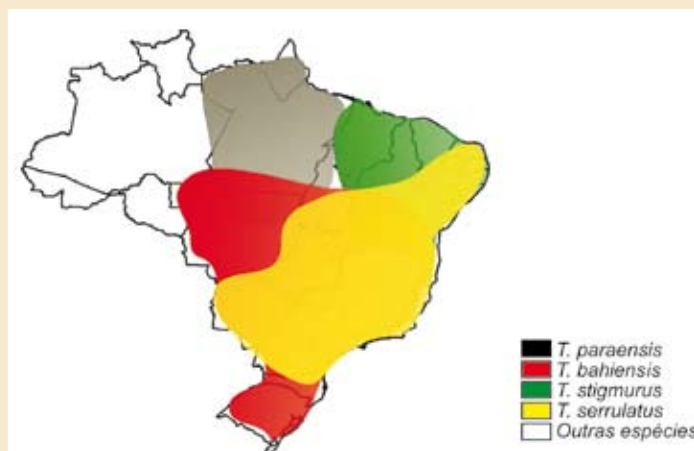 T. paraensis
T. bahiensis
T. stigmurus
T. serrulatus
Outras espécies